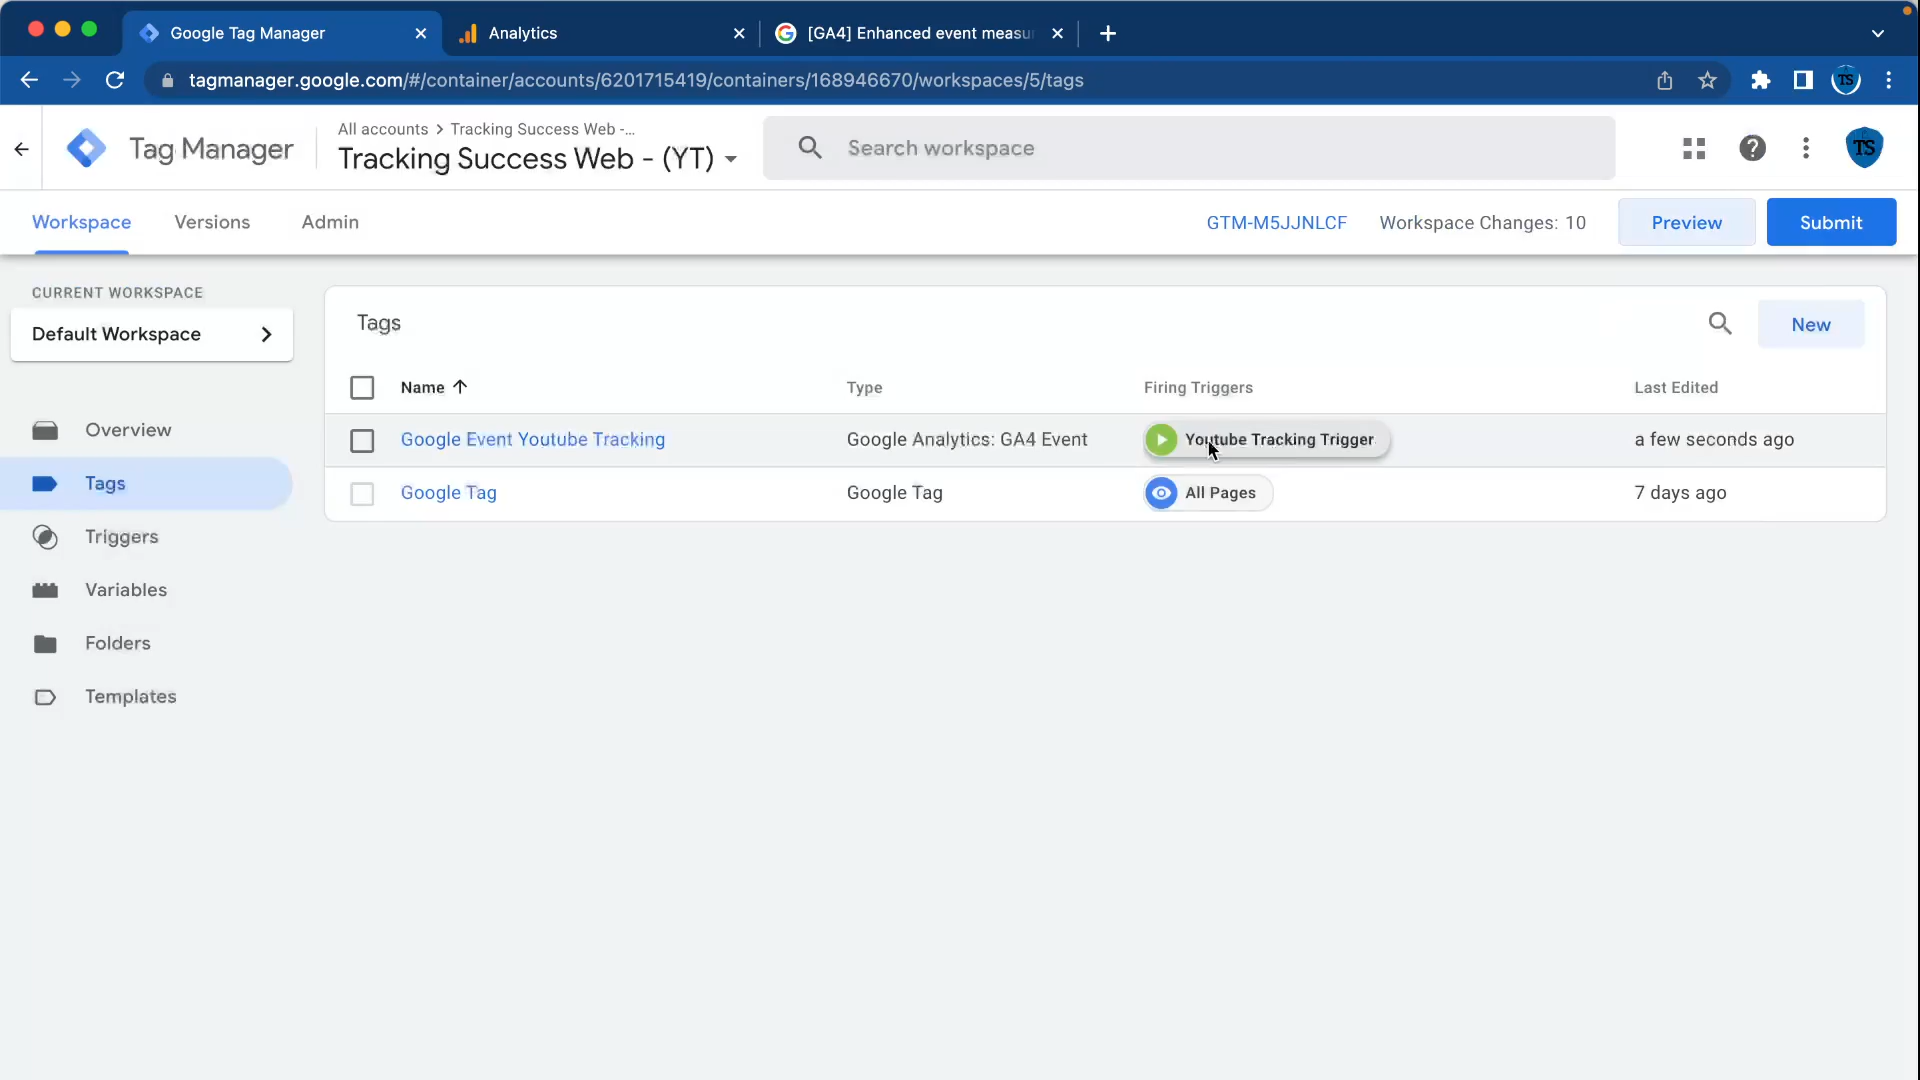 Google Tag Manager
Analytics
[GA4] Enhanced event measu
tagmanager.google.com/#/container/accounts/6201715419/containers/168946670/workspaces/5/tags
TS
Tag Manager
All accounts > Tracking Success Web -...
Tracking Success Web - (YT)
Search workspace
TS
Workspace
Versions
Admin
GTM-M5JJNLCF
Workspace Changes: 10
Preview
Submit
CURRENT WORKSPACE
Default Workspace
Overview
Tags
Triggers
Variables
Folders
Templates
Tags
New
Name
Type
Firing Triggers
Last Edited
Google Event Youtube Tracking
Google Analytics: GA4 Event
Youtube Tracking Trigger
a few seconds ago
Google Tag
Google Tag
All Pages
7 days ago